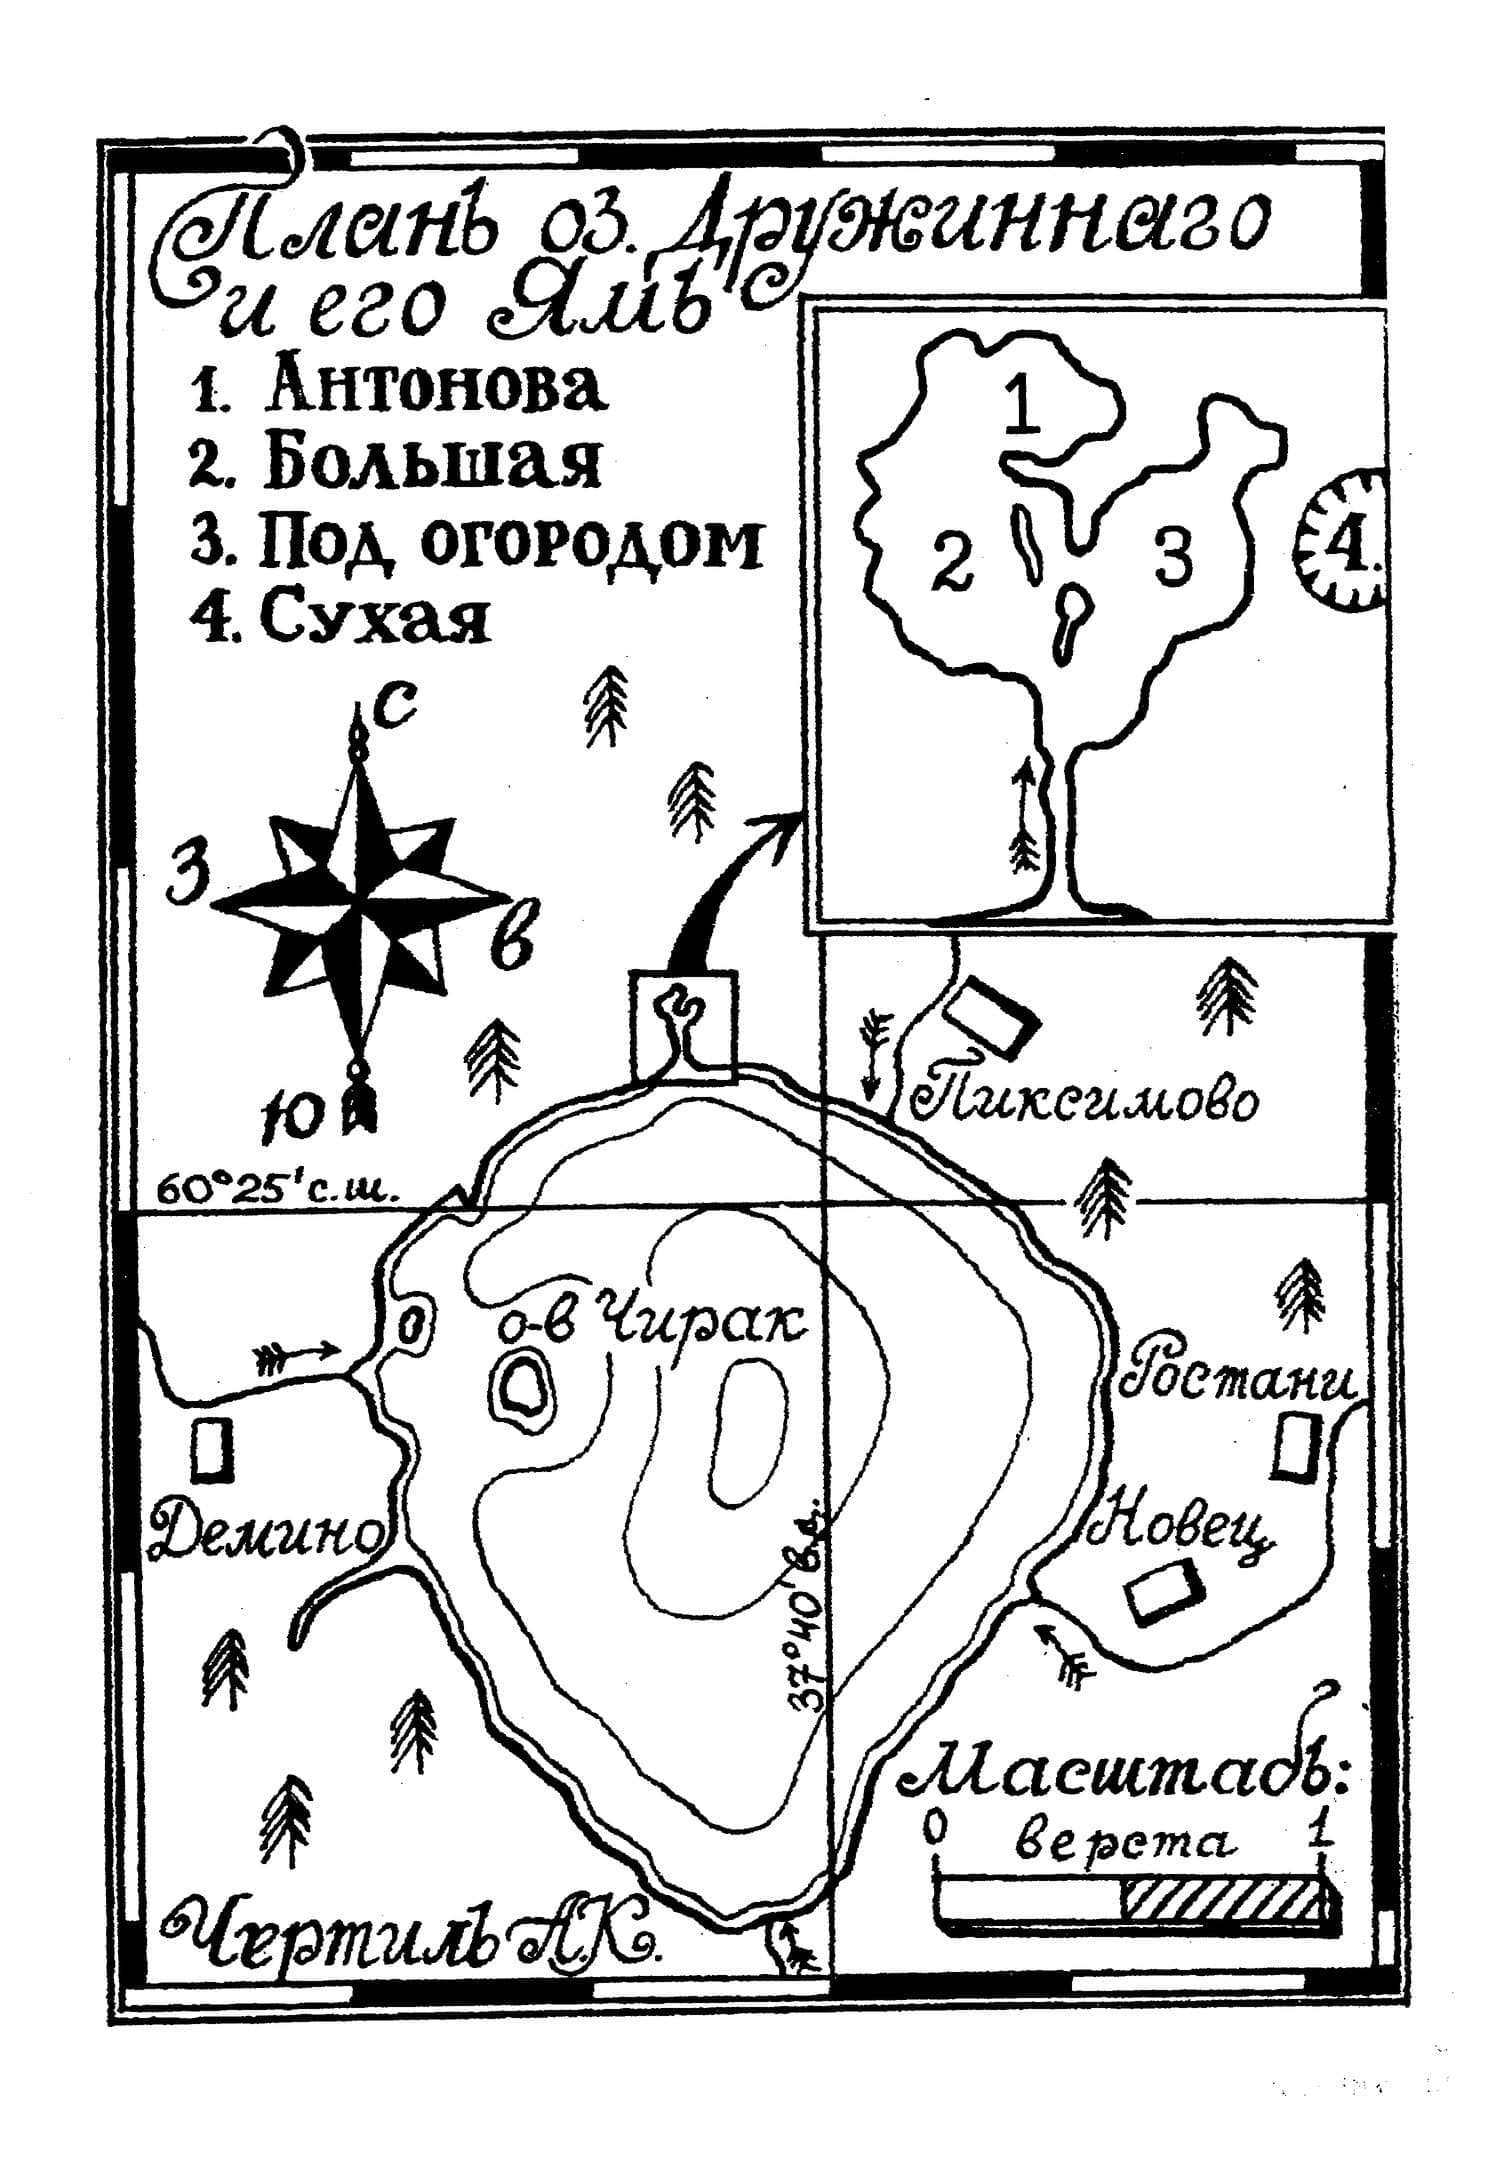 Планъ оз. Дружиннаго
и его Ямъ
1. Антонова
2. Большая
3. Под огородом
4. Сухая
1
2
3
4.
С
З
В
Ю
Пиксимово
60°25' с.ш.
о-в Чирак
Ростани
Демино
Новец
37°40' в.д.
Масштабъ:
0 верста 1
Чертилъ А.К.